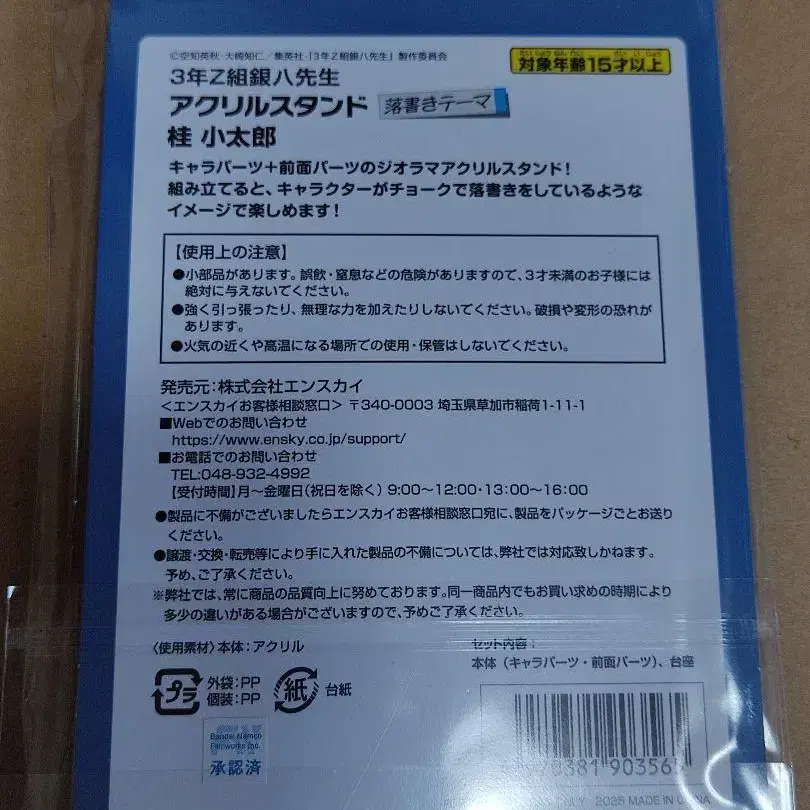 ©空知英秋・大崎知仁/集英社・「3年Z組銀八先生」製作委員会
対象年齢15才以上
3年Z組銀八先生
アクリルスタンド 落書きテーマ
桂 小太郎
キャラパーツ+前面パーツのジオラマアクリルスタンド!
組み立てると、キャラクターがチョークで落書きをしているような
イメージで楽しめます!
【使用上の注意】
●小部品があります。誤飲・窒息などの危険がありますので、3才未満のお子様には
絶対に与えないでください。
●強く引っ張ったり、無理な力を加えたりしないでください。破損や変形の恐れが
あります。
●火気の近くや高温になる場所での使用・保管はしないでください。
発売元:株式会社エンスカイ
<エンスカイお客様相談窓口> 〒340-0003 埼玉県草加市稲荷1-11-1
■Webでのお問い合わせ
https://www.ensky.co.jp/support/
■お電話でのお問い合わせ
TEL:048-932-4992
【受付時間】月~金曜日(祝日を除く) 9:00~12:00・13:00~16:00
●製品に不備がございましたらエンスカイお客様相談窓口宛に、製品をパッケージごとお送り
ください。
●譲渡・交換・転売等により手に入れた製品の不備については、弊社では対応致しかねます。
予め、ご了承ください。
※弊社では、常に商品の品質向上に努めております。同一商品内でもお買い求めの時期により
多少の違いがある場合がございますので、予めご了承ください。
〈使用素材〉本体:アクリル
セット内容:
本体(キャラパーツ・前面パーツ)、台座
プラ 外袋:PP
個装:PP
紙 台紙
Bandai Namco
Filmworks Inc.
承認済
2025 MADE IN CHINA